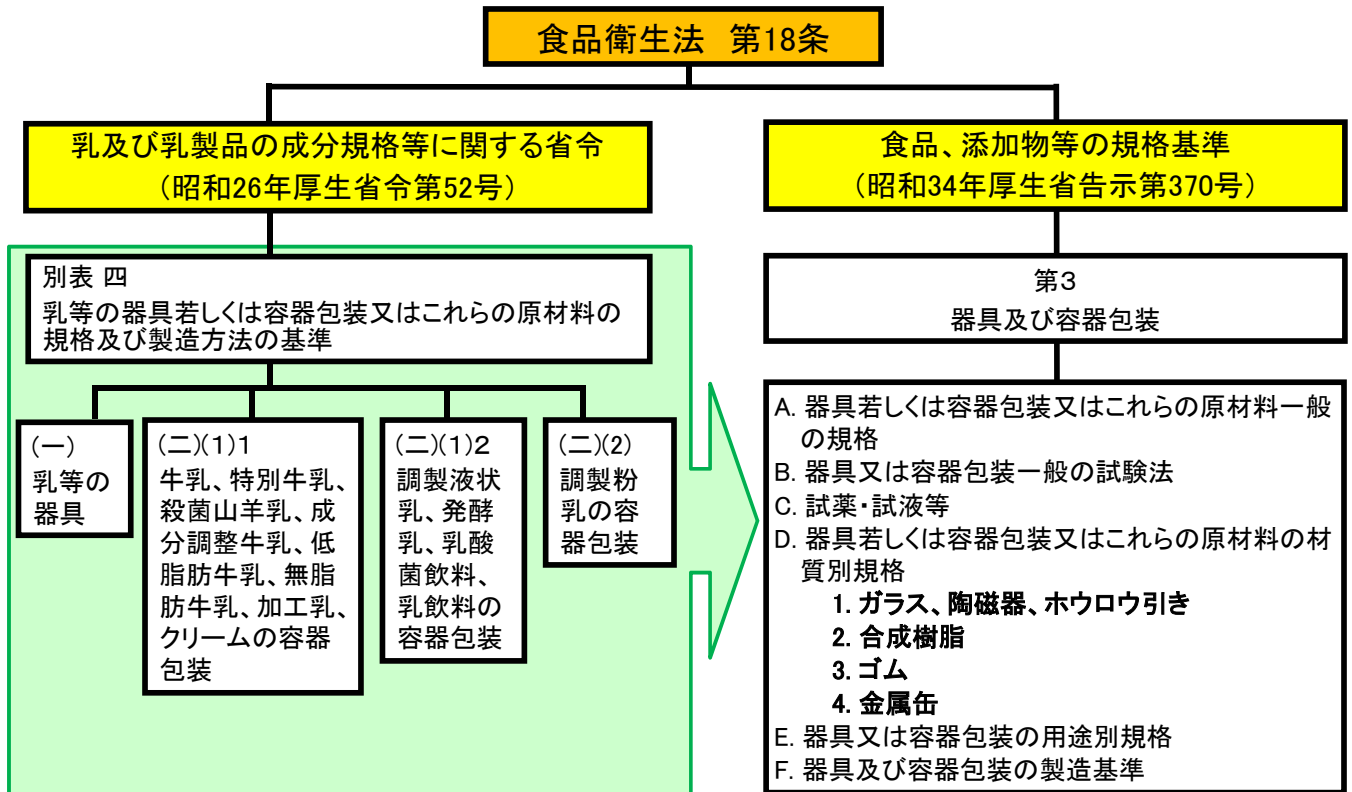 食品衛生法　第18条
乳及び乳製品の成分規格等に関する省令
（昭和26年厚生省令第52号）
食品、添加物等の規格基準
（昭和34年厚生省告示第370号）
別表 四
乳等の器具若しくは容器包装又はこれらの原材料の
規格及び製造方法の基準
(一)
乳等の
器具
(二)(1)1
牛乳、特別牛乳、
殺菌山羊乳、成
分調整牛乳、低
脂肪牛乳、無脂
肪牛乳、加工乳、
クリームの容器
包装
(二)(1)2
調製液状
乳、発酵
乳、乳酸
菌飲料、
乳飲料の
容器包装
(二)(2)
調製粉
乳の容
器包装
第3
器具及び容器包装
A. 器具若しくは容器包装又はこれらの原材料一般
の規格
B. 器具又は容器包装一般の試験法
C. 試薬・試液等
D. 器具若しくは容器包装又はこれらの原材料の材
質別規格
1. ガラス、陶磁器、ホウロウ引き
2. 合成樹脂
3. ゴム
4. 金属缶
E. 器具又は容器包装の用途別規格
F. 器具及び容器包装の製造基準